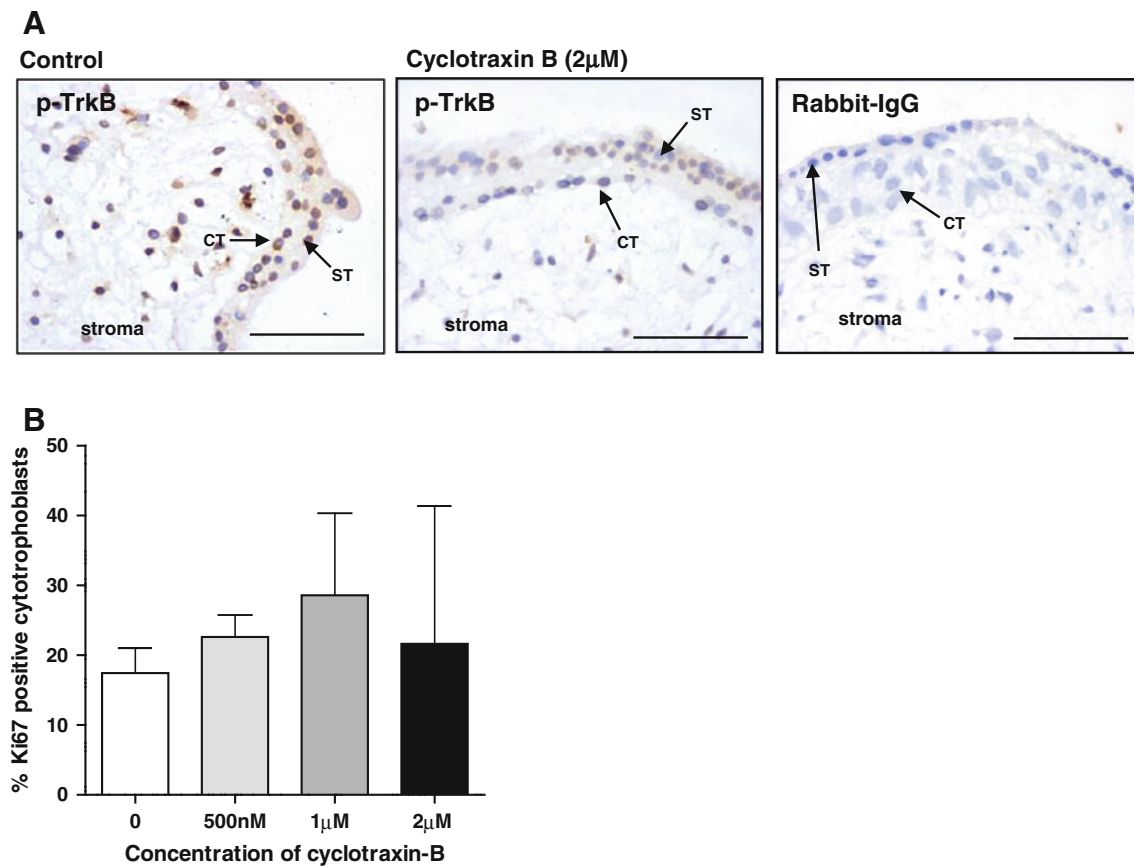 A
Control
Cyclotraxin B (2μM)
p-TrkB
CT
ST
stroma
p-TrkB
ST
CT
stroma
Rabbit-IgG
CT
ST
stroma
B
% Ki67 positive cytotrophoblasts
50
40
30
20
10
0
0 500nM 1μM 2μM
Concentration of cyclotraxin-B